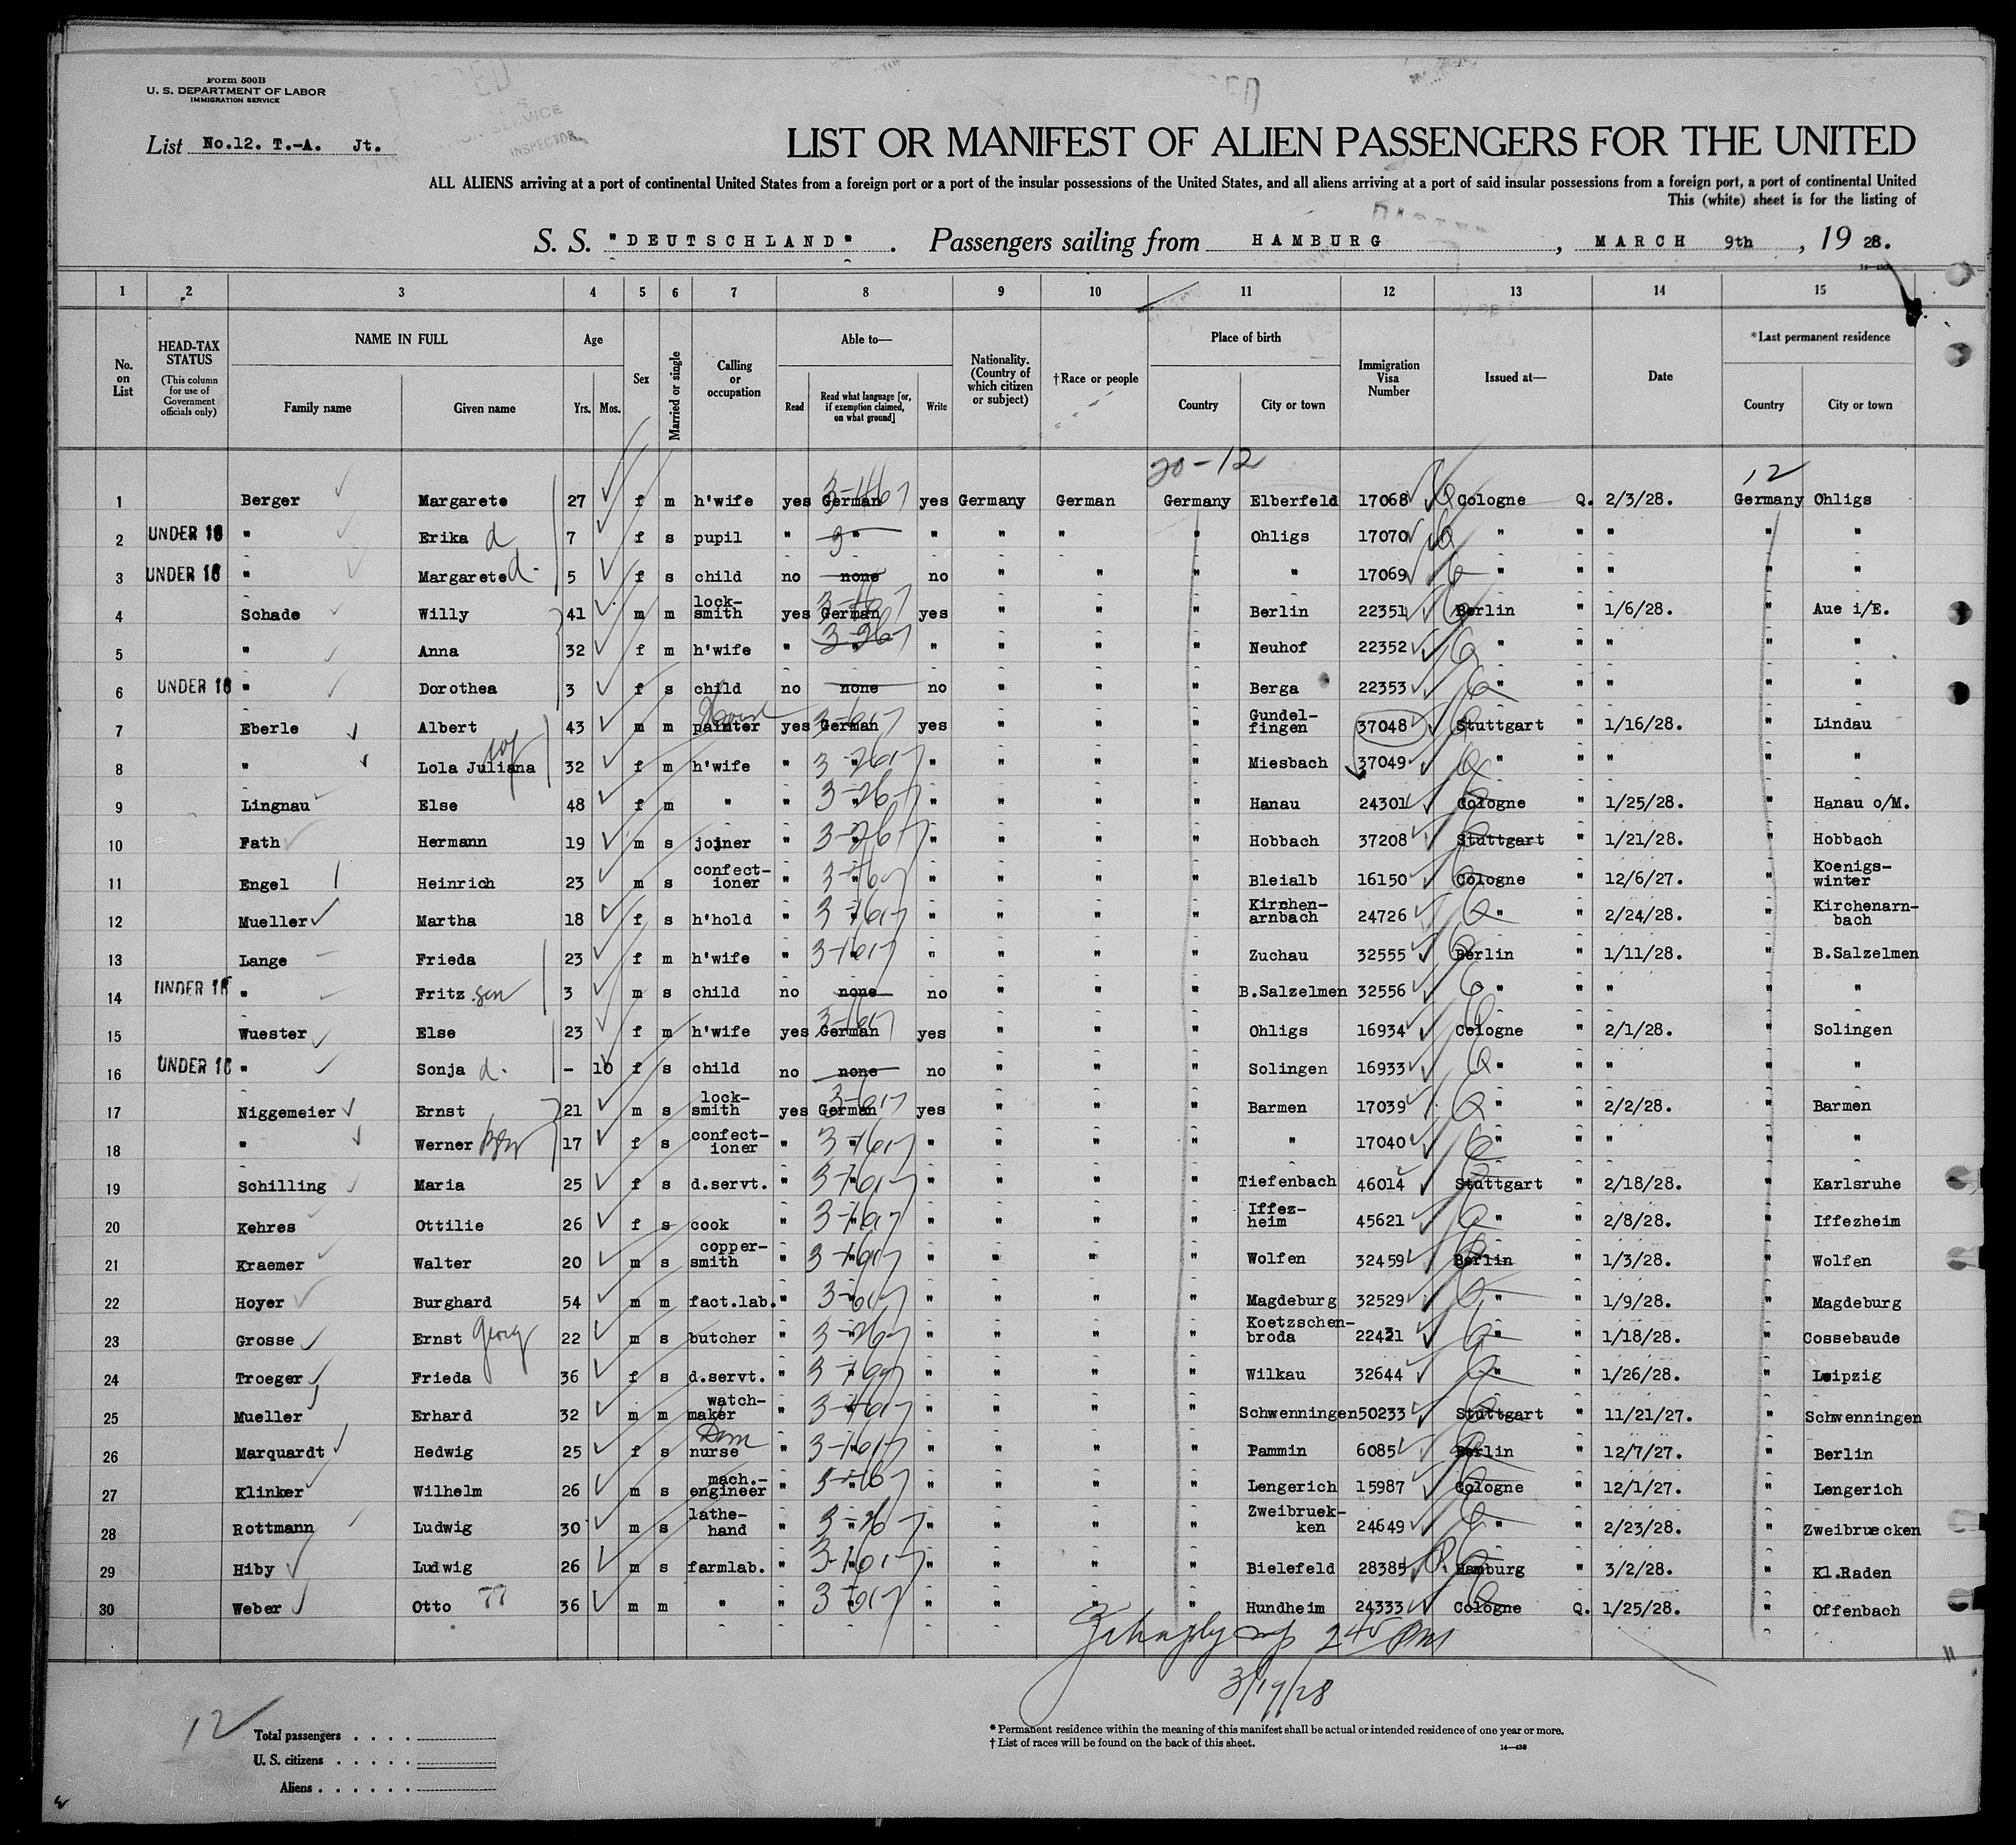 Form 500B
U. S. DEPARTMENT OF LABOR
IMMIGRATION SERVICE
List No.12. T.-A. Jt.
INSPECTOR
LIST OR MANIFEST OF ALIEN PASSENGERS FOR THE UNITED
ALL ALIENS arriving at a port of continental United States from a foreign port or a port of the insular possessions of the United States, and all aliens arriving at a port of said insular possessions from a foreign port, a port of continental United
This (white) sheet is for the listing of
S. S. "DEUTSCHLAND" . Passengers sailing from HAMBURG , MARCH 9th , 19 28.
1 2 3 4 5 6 7 8 9 10 11 12 13 14 15
No. on List
HEAD-TAX STATUS (This column for use of Government officials only)
NAME IN FULL Family name Given name
Age Yrs. Mos.
Sex
Married or single
Calling or occupation
Able to— Read Read what language [or, if exemption claimed, on what ground] Write
Nationality. (Country of which citizen or subject)
†Race or people
Place of birth Country City or town
Immigration Visa Number
Issued at—
Date
*Last permanent residence Country City or town
20-12 12
1 Berger Margarete 27 f m h'wife yes German yes Germany German Germany Elberfeld 17068 Cologne Q. 2/3/28. Germany Ohligs
2 UNDER 16 " Erika d 7 f s pupil " " " " " " Ohligs 17070 " " " " "
3 UNDER 16 " Margarete d. 5 f s child no none no " " " " 17069 " " " " "
4 Schade Willy 41 m m lock-smith yes German yes " " " Berlin 22351 Berlin " 1/6/28. " Aue i/E.
5 " Anna 32 f m h'wife " " " " " " Neuhof 22352 " " " " "
6 UNDER 16 " Dorothea 3 f s child no none no " " " Berga 22353 " " " " "
7 Eberle Albert 43 m m painter yes German yes " " " Gundel-fingen 37048 Stuttgart " 1/16/28. " Lindau
8 " Lola Juliana 32 f m h'wife " " " " " " Miesbach 37049 " " " " "
9 Lingnau Else 48 f m " " " " " " " Hanau 24301 Cologne " 1/25/28. " Hanau o/M.
10 Fath Hermann 19 m s joiner " " " " " " Hobbach 37208 Stuttgart " 1/21/28. " Hobbach
11 Engel Heinrich 23 m s confect-ioner " " " " " " Bleialb 16150 Cologne " 12/6/27. " Koenigs-winter
12 Mueller Martha 18 f s h'hold " " " " " " Kirchen-arnbach 24726 " " 2/24/28. " Kirchenarn-bach
13 Lange Frieda 23 f m h'wife " " " " " " Zuchau 32555 Berlin " 1/11/28. " B.Salzelmen
14 UNDER 16 " Fritz son 3 m s child no none no " " " B.Salzelmen 32556 " " " " "
15 Wuester Else 23 f m h'wife yes German yes " " " Ohligs 16934 Cologne " 2/1/28. " Solingen
16 UNDER 16 " Sonja d. - 10 f s child no none no " " " Solingen 16933 " " " " "
17 Niggemeier Ernst 21 m s lock-smith yes German yes " " " Barmen 17039 " " 2/2/28. " Barmen
18 " Werner 17 f s confect-ioner " " " " " " " 17040 " " " " "
19 Schilling Maria 25 f s d.servt. " " " " " " Tiefenbach 46014 Stuttgart " 2/18/28. " Karlsruhe
20 Kehres Ottilie 26 f s cook " " " " " " Iffez-heim 45621 " " 2/8/28. " Iffezheim
21 Kraemer Walter 20 m s copper-smith " " " " " " Wolfen 32459 Berlin " 1/3/28. " Wolfen
22 Hoyer Burghard 54 m m fact.lab. " " " " " " Magdeburg 32529 " " 1/9/28. " Magdeburg
23 Grosse Ernst Georg 22 m s butcher " " " " " " Koetzschen-broda 22421 " " 1/18/28. " Cossebaude
24 Troeger Frieda 36 f s d.servt. " " " " " " Wilkau 32644 " " 1/26/28. " Leipzig
25 Mueller Erhard 32 m m watch-maker " " " " " " Schwenningen 50233 Stuttgart " 11/21/27. " Schwenningen
26 Marquardt Hedwig 25 f s nurse Dom " " " " " " Pammin 6085 Berlin " 12/7/27. " Berlin
27 Klinker Wilhelm 26 m s mach.-engineer " " " " " " Lengerich 15987 Cologne " 12/1/27. " Lengerich
28 Rottmann Ludwig 30 m s lathe-hand " " " " " " Zweibruek-ken 24649 " " 2/23/28. " Zweibruecken
29 Hiby Ludwig 26 m s farmlab. " " " " " " Bielefeld 28385 Hamburg " 3/2/28. " Kl.Raden
30 Weber Otto 36 m m " " " " " " " Hundheim 24333 Cologne Q. 1/25/28. " Offenbach
3/19/28
12
Total passengers . . . .
U. S. citizens . . . . .
Aliens . . . . . .
* Permanent residence within the meaning of this manifest shall be actual or intended residence of one year or more.
† List of races will be found on the back of this sheet.